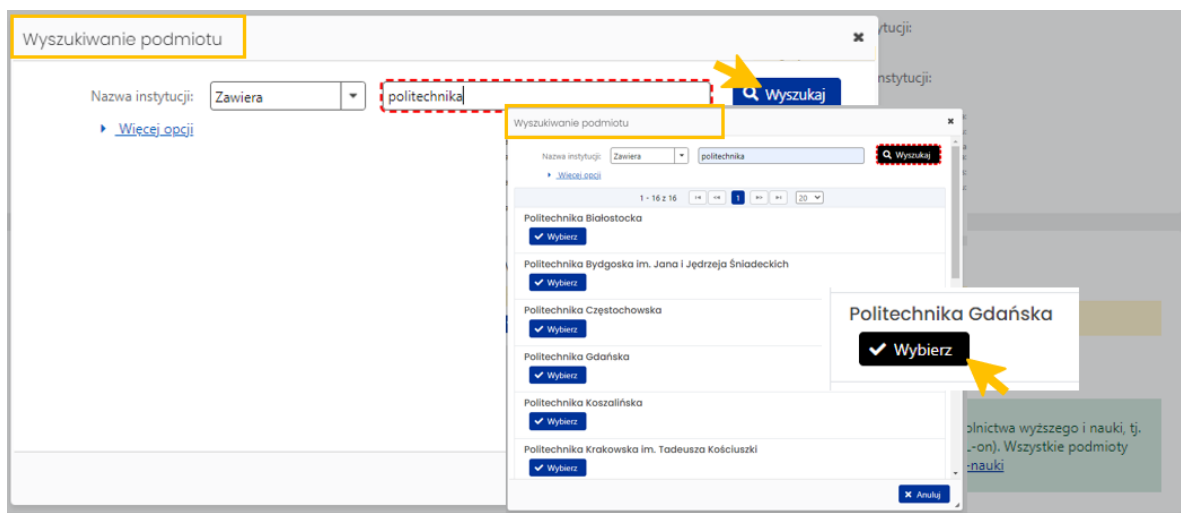 Wyszukiwanie podmiotu
Nazwa instytucji: Zawiera politechnika Wyszukaj
Więcej opcji
Wyszukiwanie podmiotu
Nazwa instytucji: Zawiera politechnika Wyszukaj
Więcej opcji
1 - 16 z 16 1 20
Politechnika Białostocka
Wybierz
Politechnika Bydgoska im. Jana i Jędrzeja Śniadeckich
Wybierz
Politechnika Częstochowska
Wybierz
Politechnika Gdańska
Wybierz
Politechnika Koszalińska
Wybierz
Politechnika Krakowska im. Tadeusza Kościuszki
Wybierz
Anuluj
Politechnika Gdańska
Wybierz
ytucji:
nstytucji:
olnictwa wyższego i nauki, tj.
-on). Wszystkie podmioty
-nauki